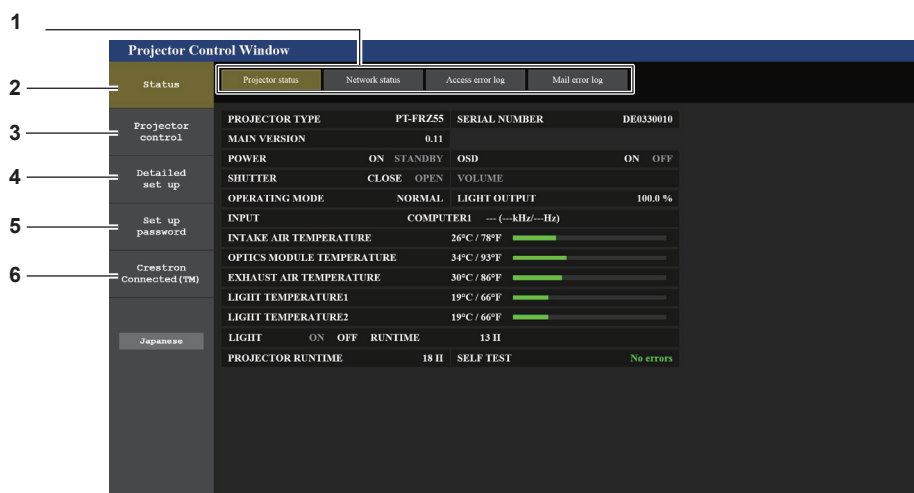 1
Projector Control Window
2
Status
Projector status Network status Access error log Mail error log
3
Projector
control
4
Detailed
set up
5
Set up
password
6
Crestron
Connected(TM)
Japanese
PROJECTOR TYPE PT-FRZ55 SERIAL NUMBER DE0330010
MAIN VERSION 0.11
POWER ON STANDBY OSD ON OFF
SHUTTER CLOSE OPEN VOLUME
OPERATING MODE NORMAL LIGHT OUTPUT 100.0 %
INPUT COMPUTER1 --- (---kHz/---Hz)
INTAKE AIR TEMPERATURE 26°C / 78°F
OPTICS MODULE TEMPERATURE 34°C / 93°F
EXHAUST AIR TEMPERATURE 30°C / 86°F
LIGHT TEMPERATURE1 19°C / 66°F
LIGHT TEMPERATURE2 19°C / 66°F
LIGHT ON OFF RUNTIME 13 H
PROJECTOR RUNTIME 18 H SELF TEST No errors